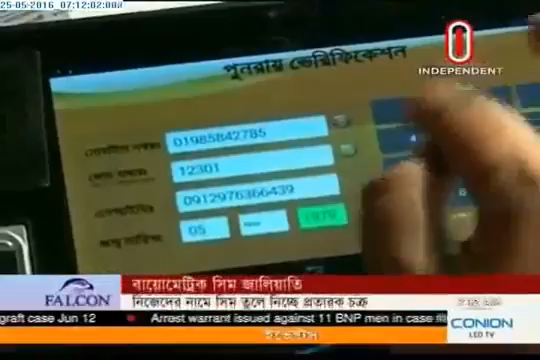 25-05-2016 07:12:02:000
পুনরায় ভেরিফিকেশন
INDEPENDENT
01985842785
12301
0912976366439
05
বায়োমেট্রিক সিম জালিয়াতি
নিজেদের নামে সিম তুলে নিচ্ছে প্রতারক চক্র
FALCON
graft case Jun 12 Arrest warrant issued against 11 BNP men in case
CONION
LED TV